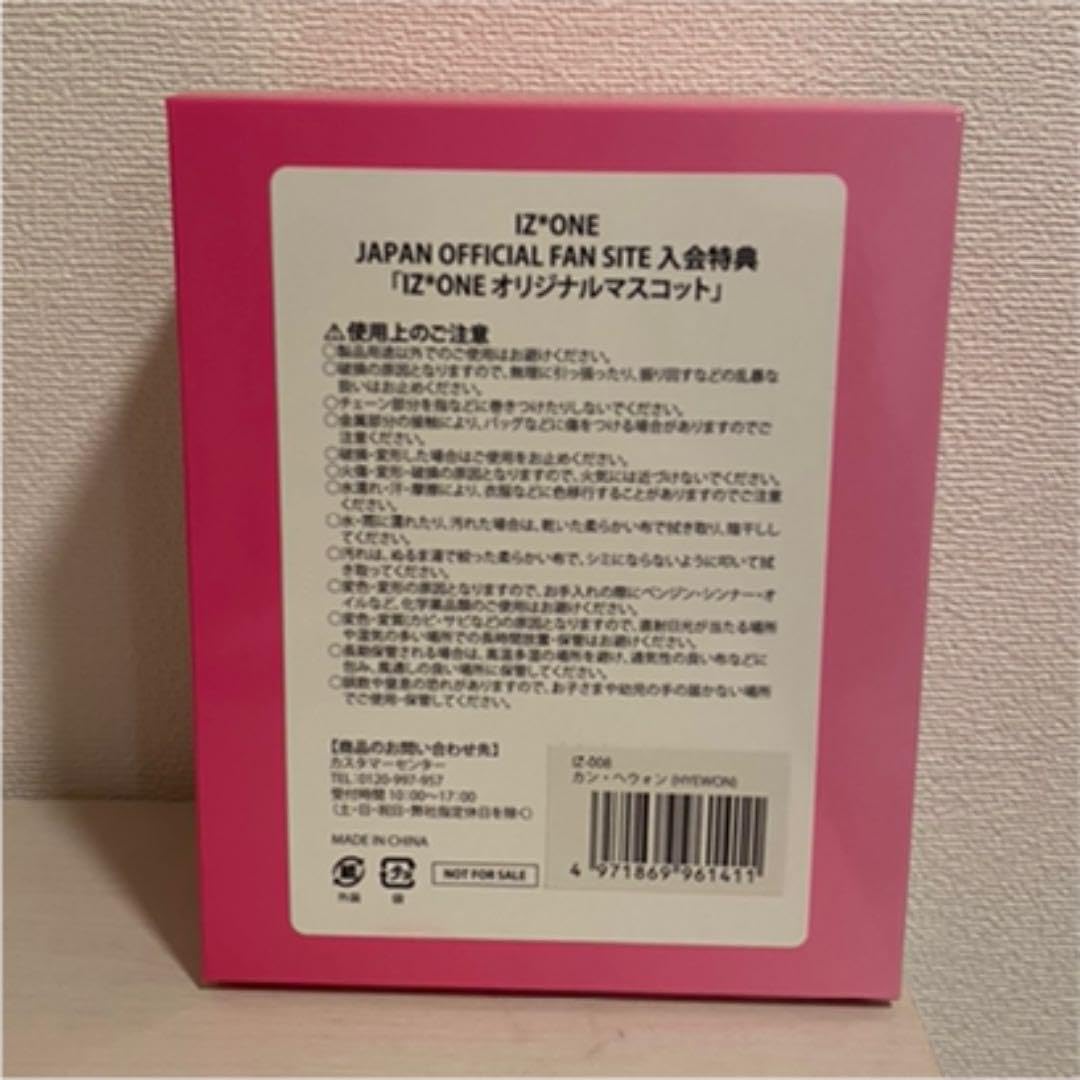 IZ*ONE
JAPAN OFFICIAL FAN SITE 入会特典
「IZ*ONE オリジナルマスコット」
⚠使用上のご注意
○製品用途以外でのご使用はお避けください。
○破損の原因となりますので、無理に引っ張ったり、振り回すなどの乱暴な
扱いはお止めください。
○チェーン部分を指などに巻きつけたりしないでください。
○金属部分の接触により、バッグなどに傷をつける場合がありますのでご
注意ください。
○破損・変形した場合はご使用をお止めください。
○火傷・変形・破損の原因となりますので、火気には近づけないでください。
○水濡れ・汗・摩擦により、衣服などに色移行することがありますのでご注意
ください。
○水・雨に濡れたり、汚れた場合は、乾いた柔らかい布で拭き取り、陰干しし
てください。
○汚れは、ぬるま湯で絞った柔らかい布で、シミにならないように叩いて拭
き取ってください。
○変色・変形の原因となりますので、お手入れの際にベンジン・シンナー・オ
イルなど、化学薬品類のご使用はお避けください。
○変色・変質(カビ・サビなど)の原因となりますので、直射日光が当たる場所
や湿気の多い場所での長時間放置・保管はお避けください。
○長期保管される場合は、高温多湿の場所を避け、通気性の良い布などに
包み、風通しの良い場所に保管してください。
○誤飲や窒息の恐れがありますので、お子さまや幼児の手の届かない場所
でご使用・保管してください。
【商品のお問い合わせ先】
カスタマーセンター
TEL:0120-997-957
受付時間 10:00〜17:00
(土・日・祝日・弊社指定休日を除く)
MADE IN CHINA
紙 プラ NOT FOR SALE
外装 袋
IZ-008
カン・ヘウォン (HYEWON)
4 971869 961411